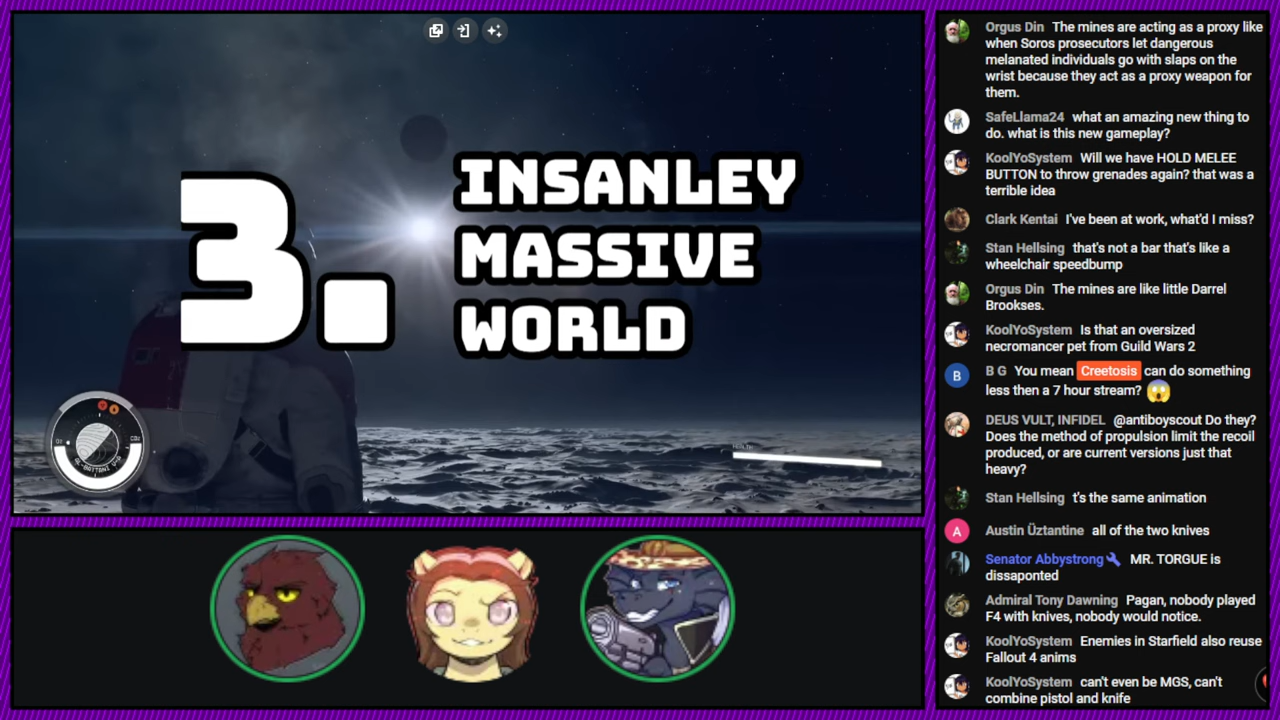 3.
INSANLEY
MASSIVE
WORLD
O₂
CO₂
Orgus Din The mines are acting as a proxy like
when Soros prosecutors let dangerous
melanated individuals go with slaps on the
wrist because they act as a proxy weapon for
them.
SafeLlama24 what an amazing new thing to
do. what is this new gameplay?
KoolYoSystem Will we have HOLD MELEE
BUTTON to throw grenades again? that was a
terrible idea
Clark Kentai I've been at work, what'd I miss?
Stan Hellsing that's not a bar that's like a
wheelchair speedbump
Orgus Din The mines are like little Darrel
Brookses.
KoolYoSystem Is that an oversized
necromancer pet from Guild Wars 2
B
B G You mean Creetosis can do something
less then a 7 hour stream? 😱
DEUS VULT, INFIDEL @antiboyscout Do they?
Does the method of propulsion limit the recoil
produced, or are current versions just that
heavy?
Stan Hellsing t's the same animation
A
Austin Üztantine all of the two knives
Senator Abbystrong MR. TORGUE is
dissaponted
Admiral Tony Dawning Pagan, nobody played
F4 with knives, nobody would notice.
KoolYoSystem Enemies in Starfield also reuse
Fallout 4 anims
KoolYoSystem can't even be MGS, can't
combine pistol and knife